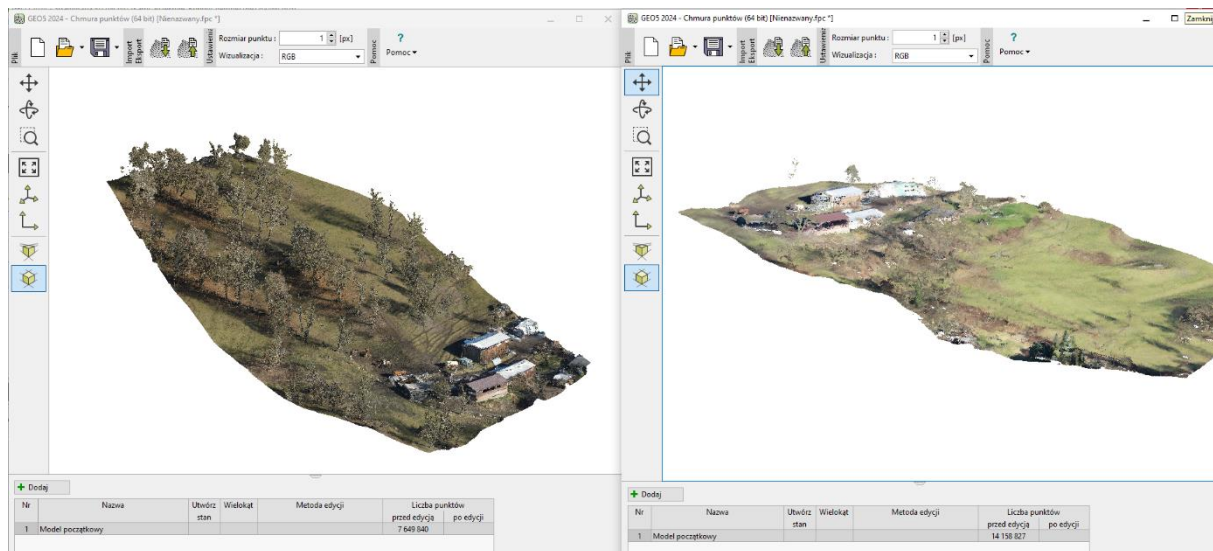 GEO5 2024 - Chmura punktów (64 bit) [Nienazwany.fpc *]
Plik
Import
Eksport
Ustawienia
Rozmiar punktu :
1
[px]
Wizualizacja :
RGB
Pomoc
?
Pomoc
+ Dodaj
Nr Nazwa Utwórz Wielokąt Metoda edycji Liczba punktów
stan przed edycją po edycji
1 Model początkowy 7 649 840
GEO5 2024 - Chmura punktów (64 bit) [Nienazwany.fpc *]
Zamknij
Plik
Import
Eksport
Ustawienia
Rozmiar punktu :
1
[px]
Wizualizacja :
RGB
Pomoc
?
Pomoc
+ Dodaj
Nr Nazwa Utwórz Wielokąt Metoda edycji Liczba punktów
stan przed edycją po edycji
1 Model początkowy 14 158 827